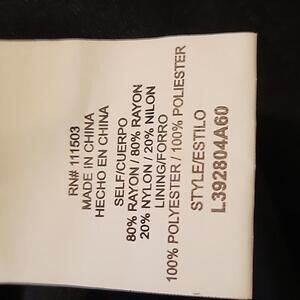 RN# 111503
MADE IN CHINA
HECHO EN CHINA
SELF/CUERPO
80% RAYON / 80% RAYON
20% NYLON / 20% NILON
LINING/FORRO
100% POLYESTER / 100% POLIESTER
STYLE/ESTILO
L392804A60